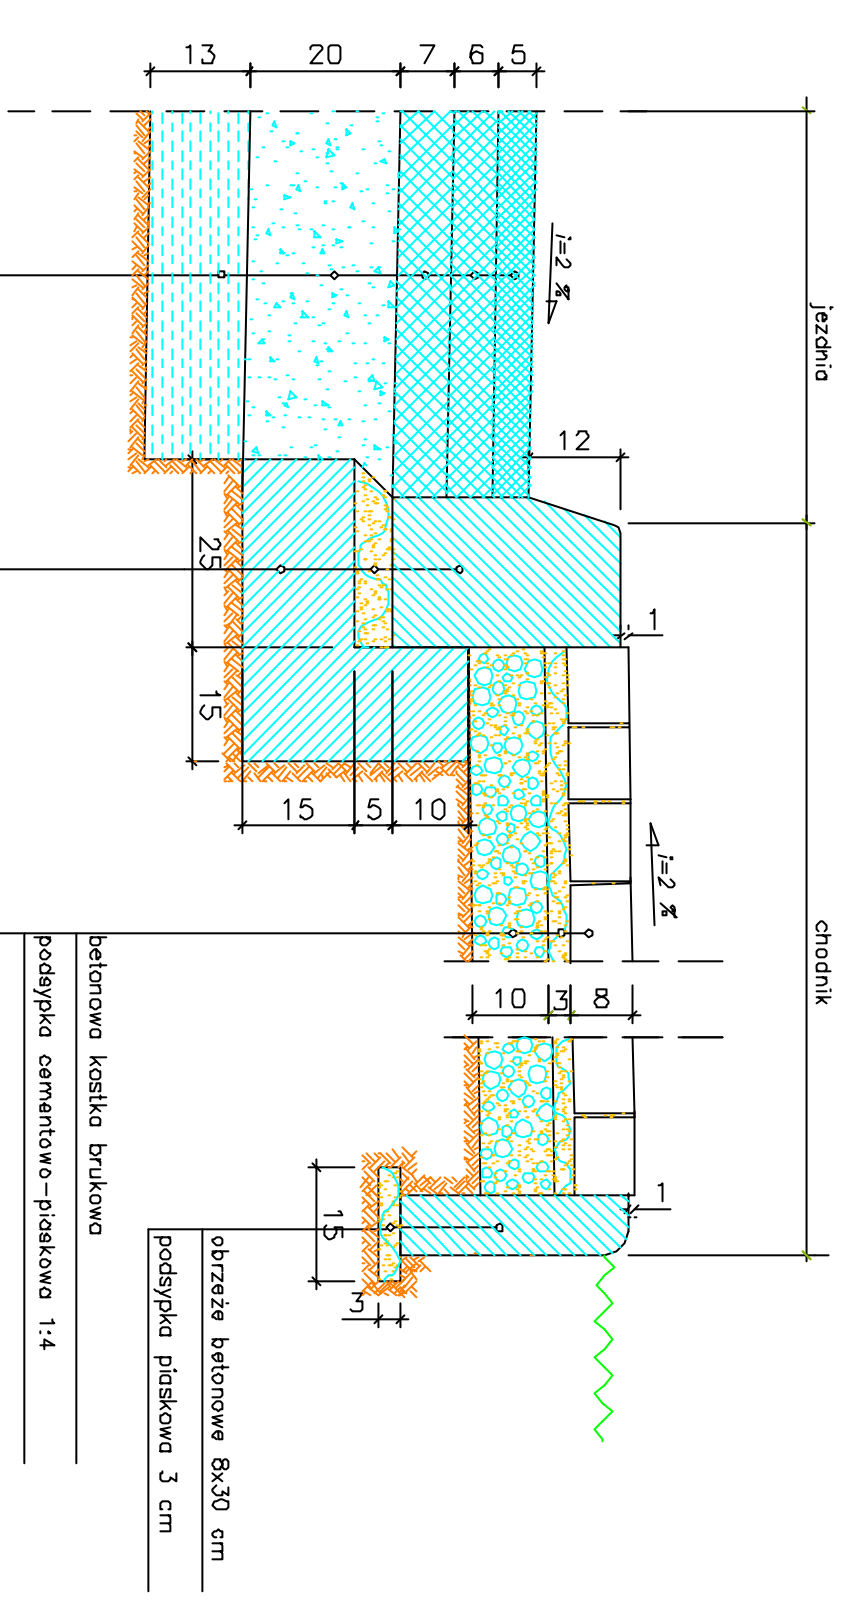 jezdnia
chodnik
i=2 %
i=2 %
13
20
7
6
5
12
1
25
15
15
5
10
10
3
8
1
15
3
betonowa kostka brukowa
podsypka cementowo-piaskowa 1:4
obrzeże betonowe 8x30 cm
podsypka piaskowa 3 cm